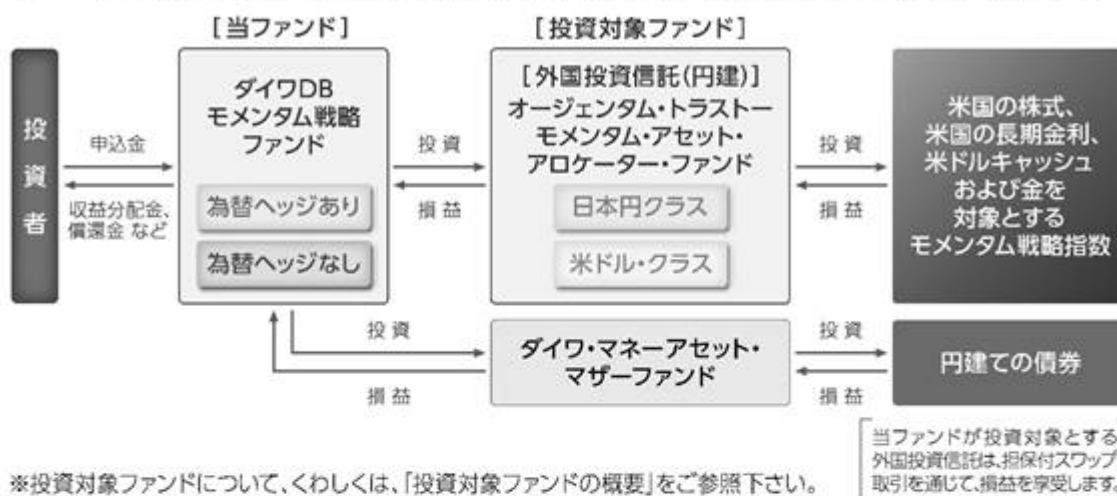 [当ファンド]
[投資対象ファンド]
投資者
申込金
収益分配金、
償還金 など
ダイワDB
モメンタム戦略
ファンド
為替ヘッジあり
為替ヘッジなし
投 資
損 益
[外国投資信託(円建)]
オージェンタム・トラストー
モメンタム・アセット・
アロケーター・ファンド
日本円クラス
米ドル・クラス
投 資
損 益
米国の株式、
米国の長期金利、
米ドルキャッシュ
および金を
対象とする
モメンタム戦略指数
投 資
損 益
ダイワ・マネーアセット・
マザーファンド
投 資
損 益
円建ての債券
当ファンドが投資対象とする
外国投資信託は、担保付スワップ
取引を通じて、損益を享受します
※投資対象ファンドについて、くわしくは、「投資対象ファンドの概要」をご参照下さい。